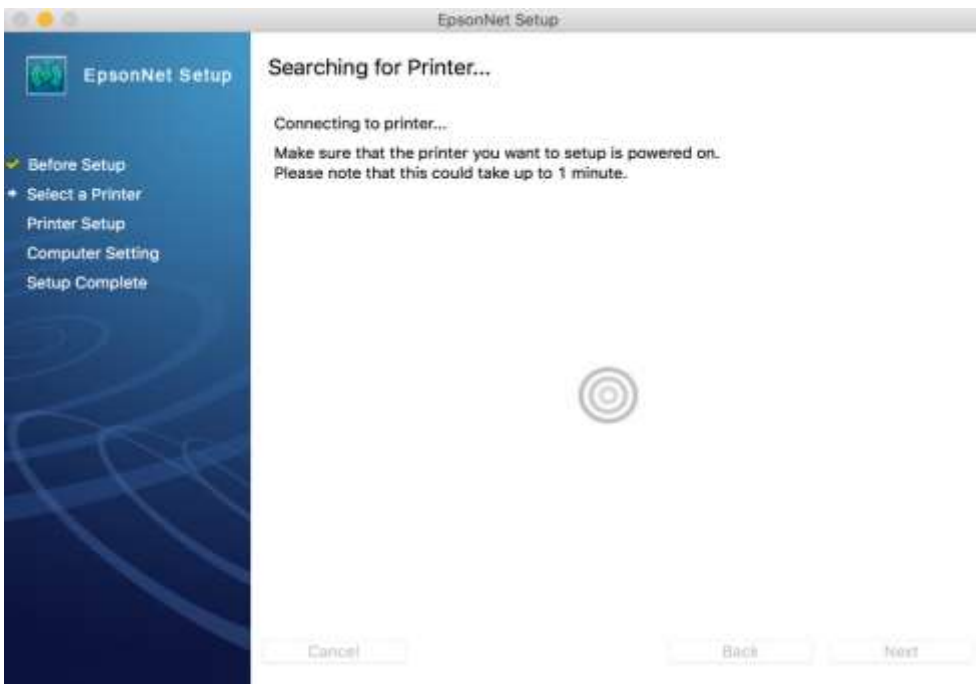 EpsonNet Setup
EpsonNet Setup
Before Setup
Select a Printer
Printer Setup
Computer Setting
Setup Complete
Searching for Printer...
Connecting to printer...
Make sure that the printer you want to setup is powered on.
Please note that this could take up to 1 minute.
Cancel
Back
Next